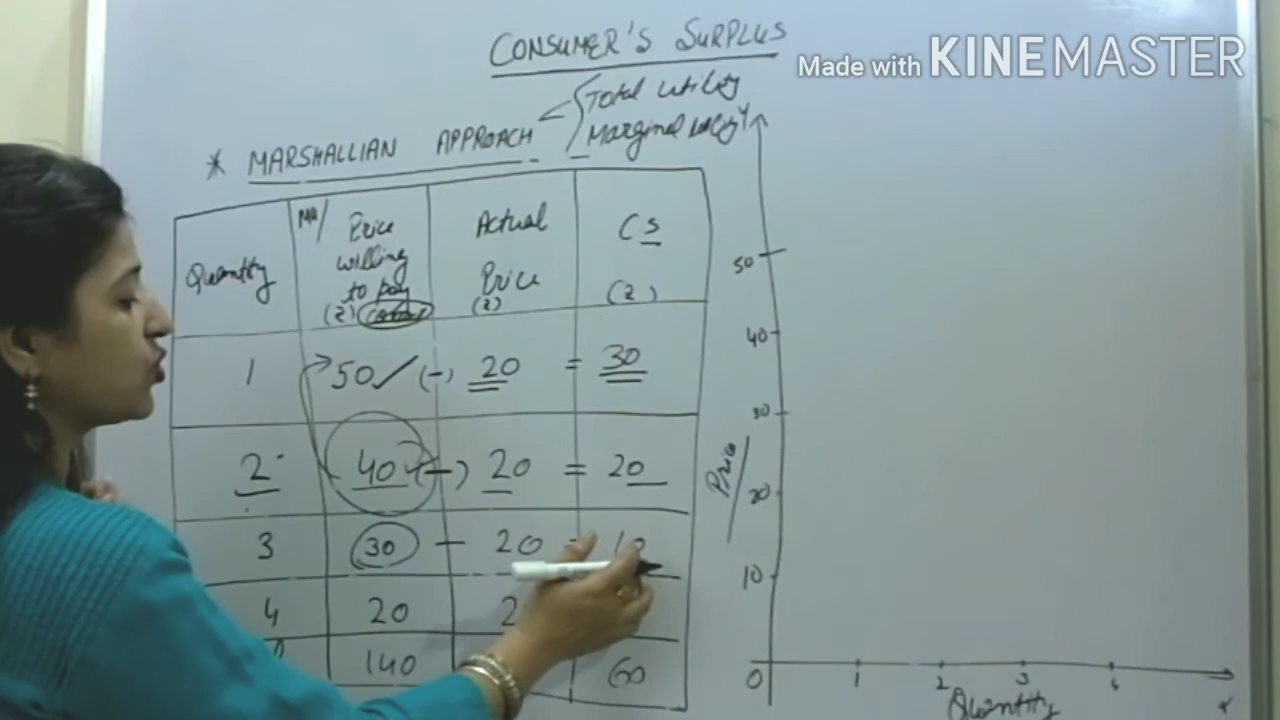 CONSUMER'S SURPLUS
Made with KINEMASTER
Total Utility
* MARSHALLIAN APPROACH
Marginal
Quantity
MU/ Price willing to pay (₹)
Actual Price (₹)
CS (₹)
1 50 ✓ (-) 20 = 30
2 40 (-) 20 = 20
3 30 - 20 = 10
4 20 2
140 60
Y
50
40
30
20
10
Price
0 1 2 3 4 X
Quantity